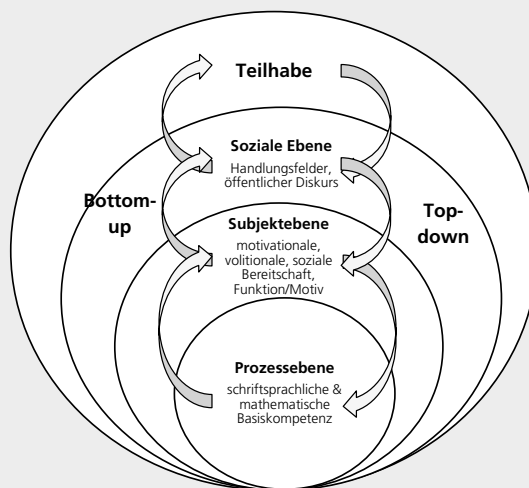 Teilhabe
Soziale Ebene
Handlungsfelder,
öffentlicher Diskurs
Bottom-
up
Top-
down
Subjektebene
motivationale,
volitionale, soziale
Bereitschaft,
Funktion/Motiv
Prozessebene
schriftsprachliche &
mathematische
Basiskompetenz